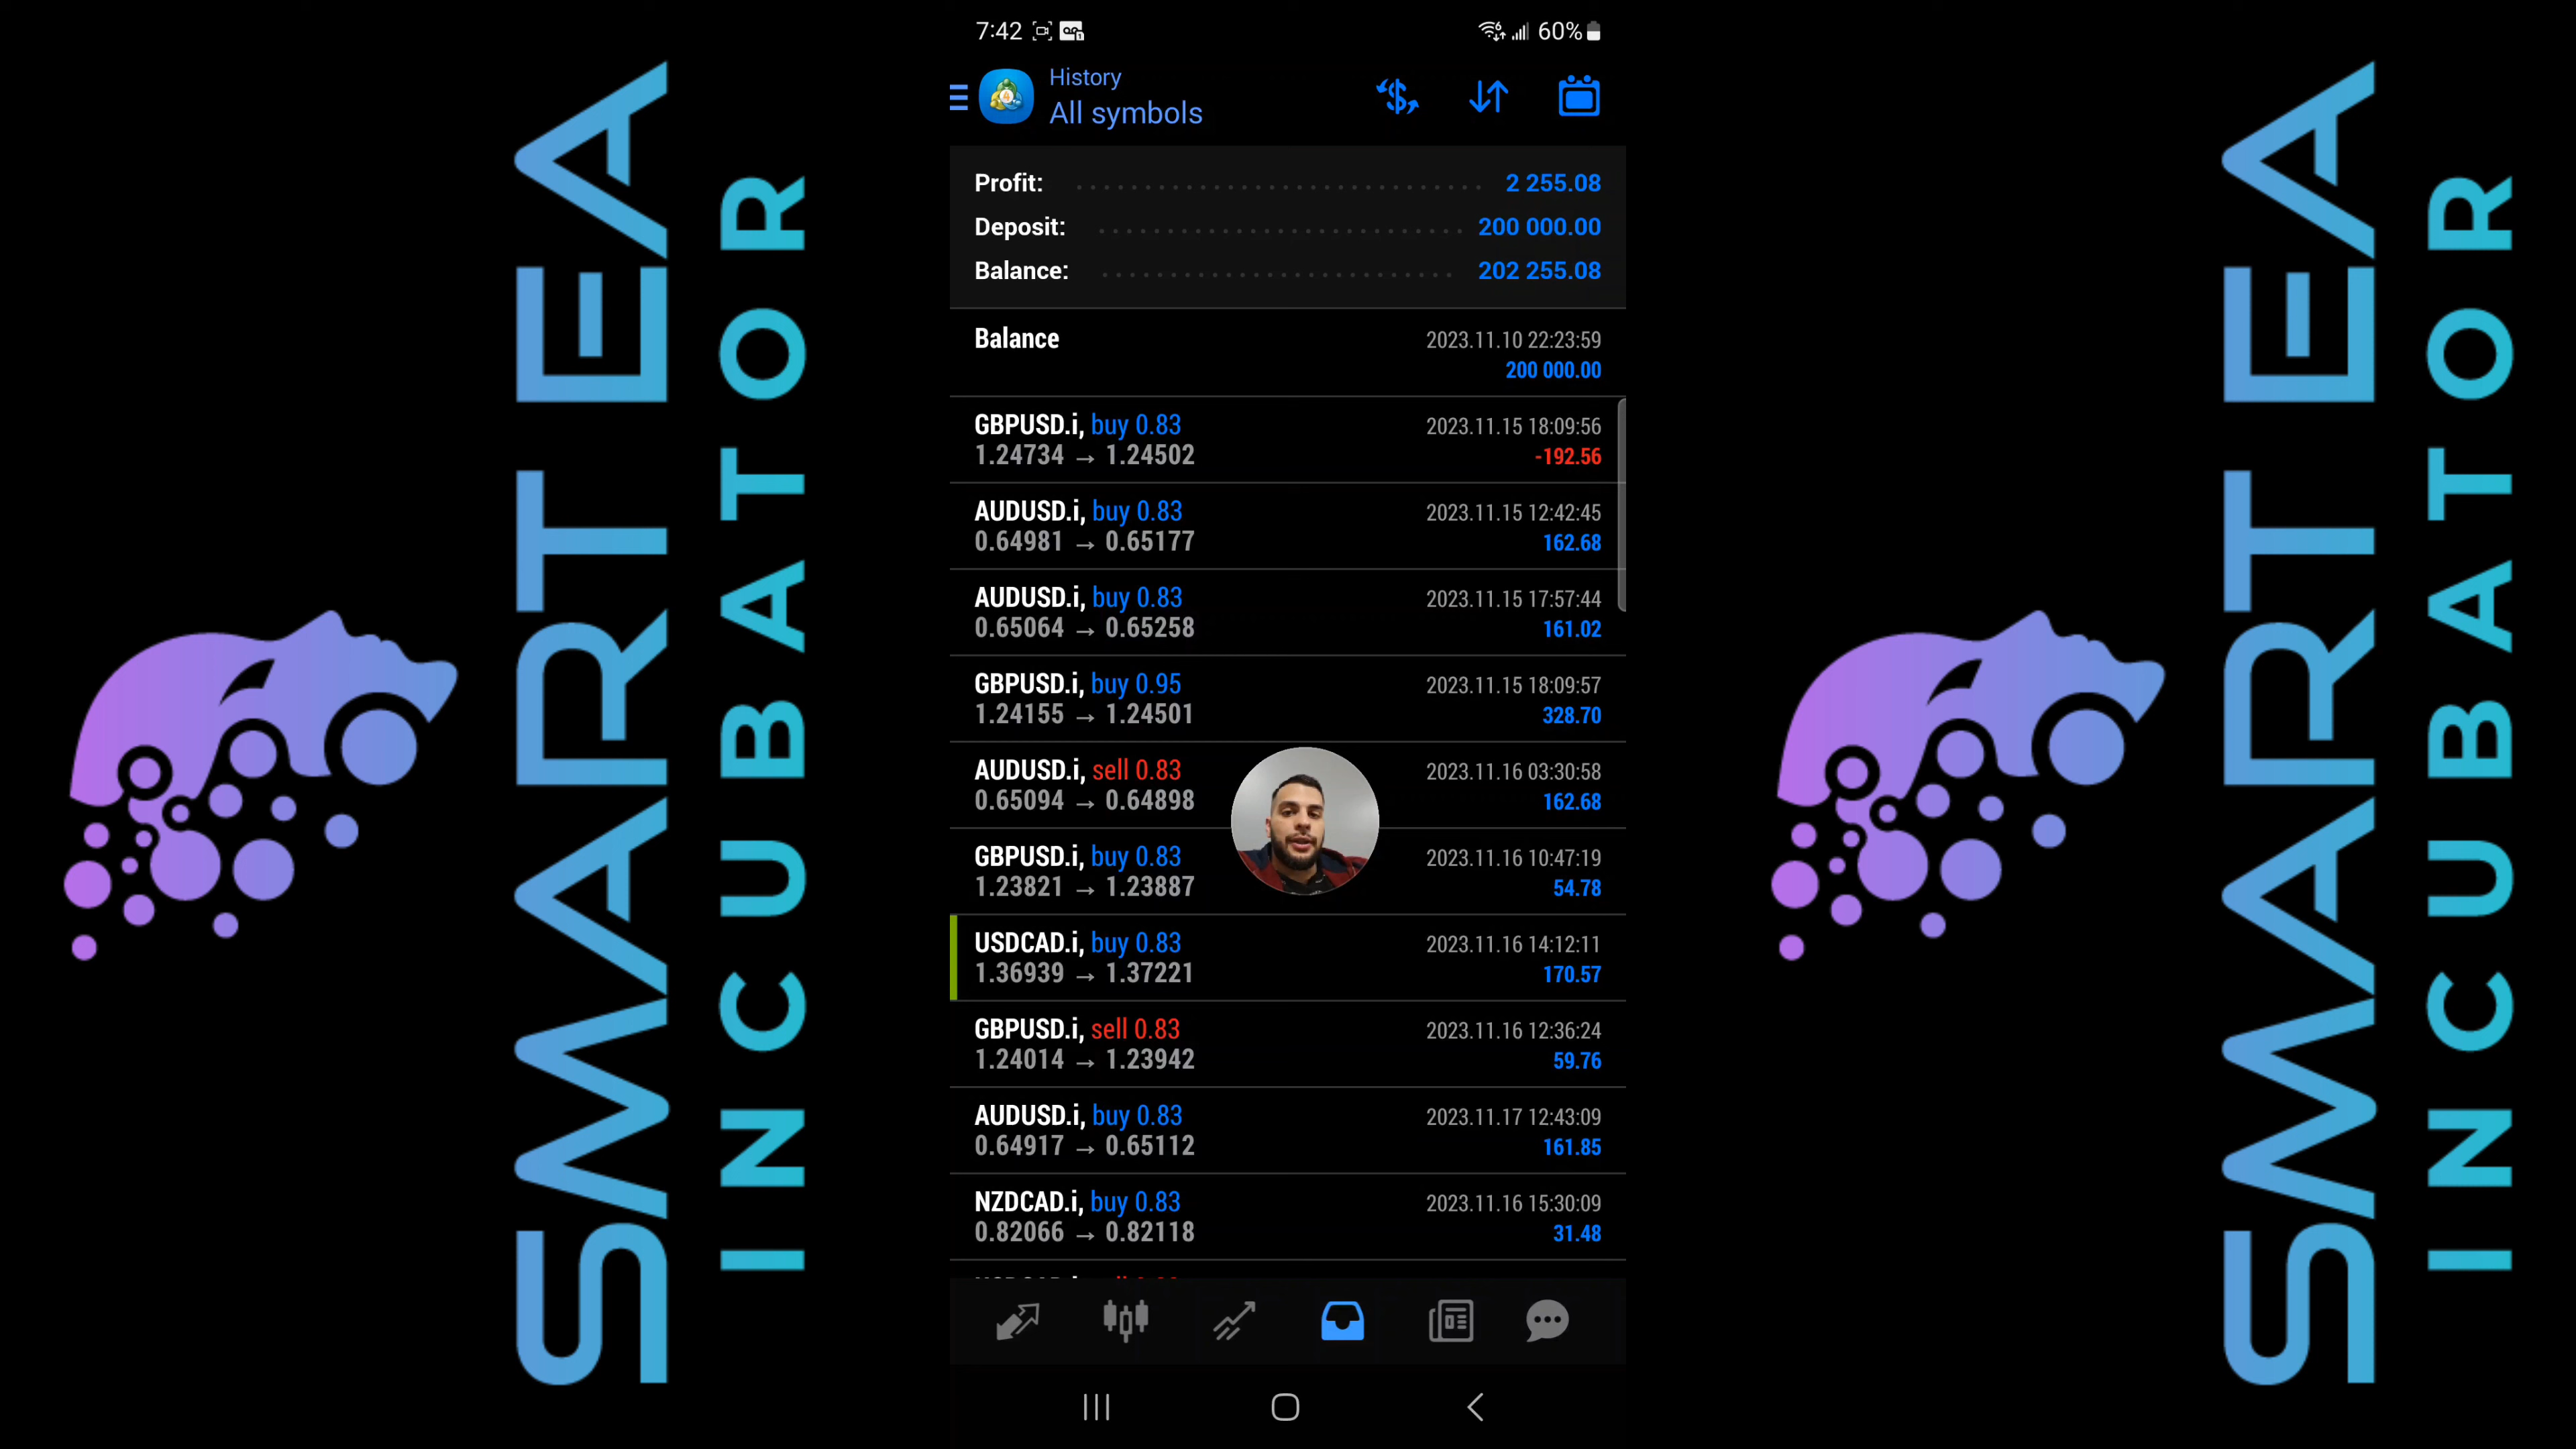 SMART EA
INCUBATOR
7:42
60%
History
All symbols
Profit: 2 255.08
Deposit: 200 000.00
Balance: 202 255.08
Balance 2023.11.10 22:23:59
200 000.00
GBPUSD.i, buy 0.83 2023.11.15 18:09:56
1.24734 → 1.24502 -192.56
AUDUSD.i, buy 0.83 2023.11.15 12:42:45
0.64981 → 0.65177 162.68
AUDUSD.i, buy 0.83 2023.11.15 17:57:44
0.65064 → 0.65258 161.02
GBPUSD.i, buy 0.95 2023.11.15 18:09:57
1.24155 → 1.24501 328.70
AUDUSD.i, sell 0.83 2023.11.16 03:30:58
0.65094 → 0.64898 162.68
GBPUSD.i, buy 0.83 2023.11.16 10:47:19
1.23821 → 1.23887 54.78
USDCAD.i, buy 0.83 2023.11.16 14:12:11
1.36939 → 1.37221 170.57
GBPUSD.i, sell 0.83 2023.11.16 12:36:24
1.24014 → 1.23942 59.76
AUDUSD.i, buy 0.83 2023.11.17 12:43:09
0.64917 → 0.65112 161.85
NZDCAD.i, buy 0.83 2023.11.16 15:30:09
0.82066 → 0.82118 31.48
SMART EA
INCUBATOR